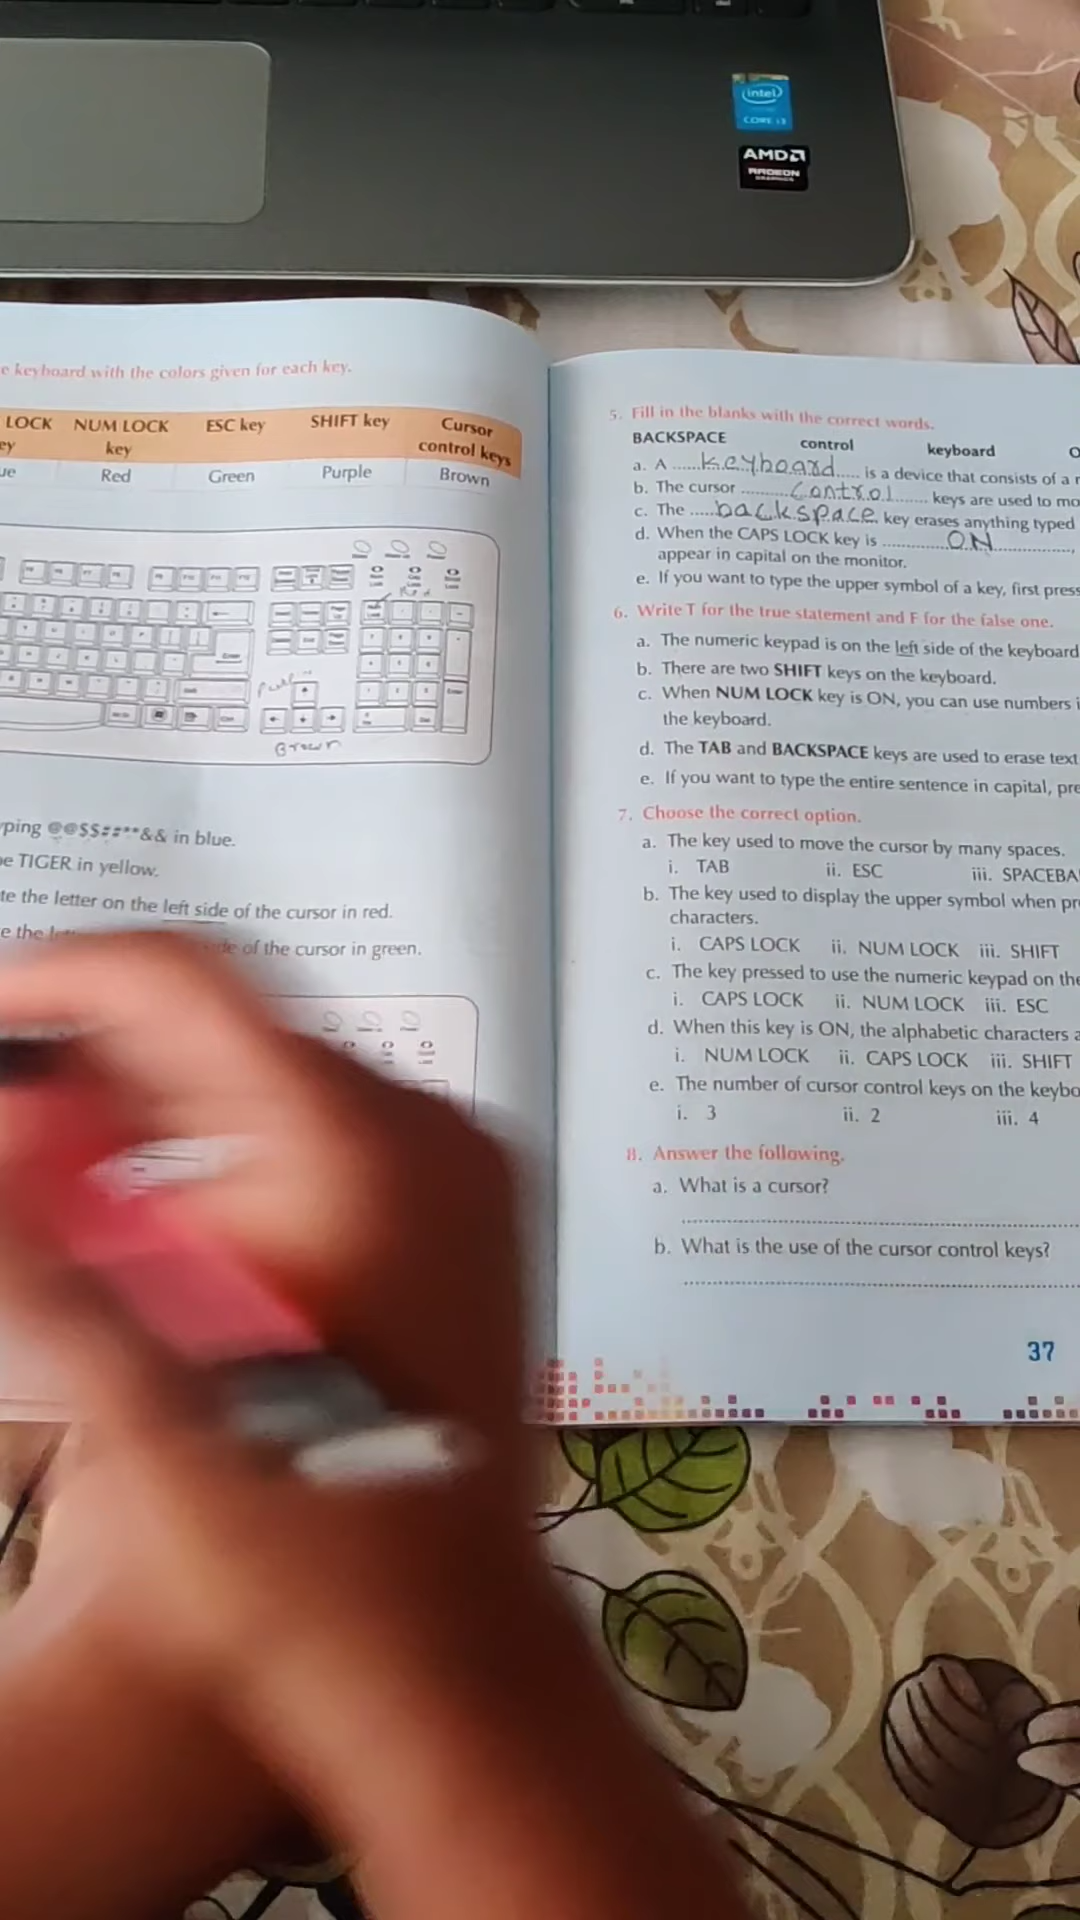 intel
CORE i3
AMD
RADEON
GRAPHICS
e keyboard with the colors given for each key.
LOCK NUM LOCK ESC key SHIFT key Cursor
ey key control keys
ue Red Green Purple Brown
Red
Brown
ping @@$$##**&& in blue.
e TIGER in yellow.
te the letter on the left side of the cursor in red.
e the of the cursor in green.
5. Fill in the blanks with the correct words.
BACKSPACE control keyboard O
a. A keyboard is a device that consists of a
b. The cursor control keys are used to mo
c. The backspace key erases anything typed
d. When the CAPS LOCK key is ON,
appear in capital on the monitor.
e. If you want to type the upper symbol of a key, first press
6. Write T for the true statement and F for the false one.
a. The numeric keypad is on the left side of the keyboard
b. There are two SHIFT keys on the keyboard.
c. When NUM LOCK key is ON, you can use numbers i
the keyboard.
d. The TAB and BACKSPACE keys are used to erase text
e. If you want to type the entire sentence in capital, pre
7. Choose the correct option.
a. The key used to move the cursor by many spaces.
i. TAB ii. ESC iii. SPACEBA
b. The key used to display the upper symbol when pre
characters.
i. CAPS LOCK ii. NUM LOCK iii. SHIFT
c. The key pressed to use the numeric keypad on the
i. CAPS LOCK ii. NUM LOCK iii. ESC
d. When this key is ON, the alphabetic characters a
i. NUM LOCK ii. CAPS LOCK iii. SHIFT
e. The number of cursor control keys on the keybo
i. 3 ii. 2 iii. 4
8. Answer the following.
a. What is a cursor?
b. What is the use of the cursor control keys?
37